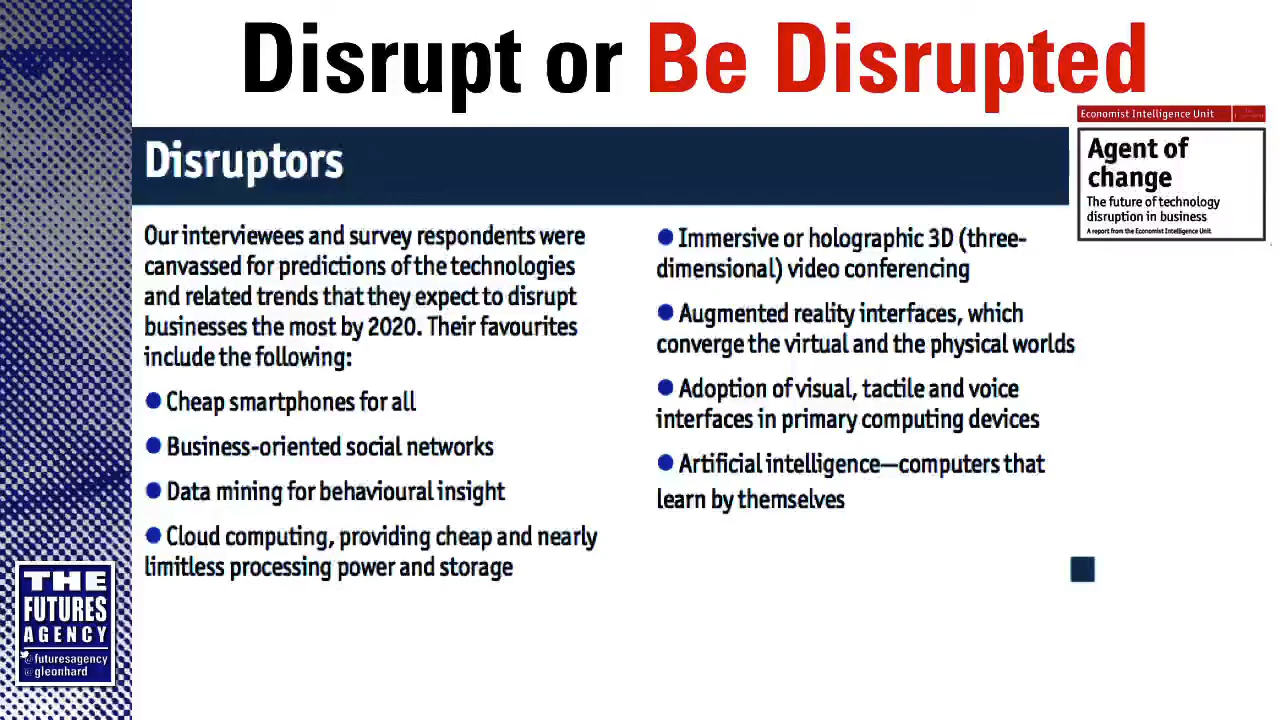 Disrupt or Be Disrupted
Economist Intelligence Unit
Agent of
change
The future of technology
disruption in business
A report from the Economist Intelligence Unit
Disruptors
Our interviewees and survey respondents were
canvassed for predictions of the technologies
and related trends that they expect to disrupt
businesses the most by 2020. Their favourites
include the following:
● Cheap smartphones for all
● Business-oriented social networks
● Data mining for behavioural insight
● Cloud computing, providing cheap and nearly
limitless processing power and storage
● Immersive or holographic 3D (three-
dimensional) video conferencing
● Augmented reality interfaces, which
converge the virtual and the physical worlds
● Adoption of visual, tactile and voice
interfaces in primary computing devices
● Artificial intelligence—computers that
learn by themselves
THE
FUTURES
AGENCY
@futuresagency
@gleonhard